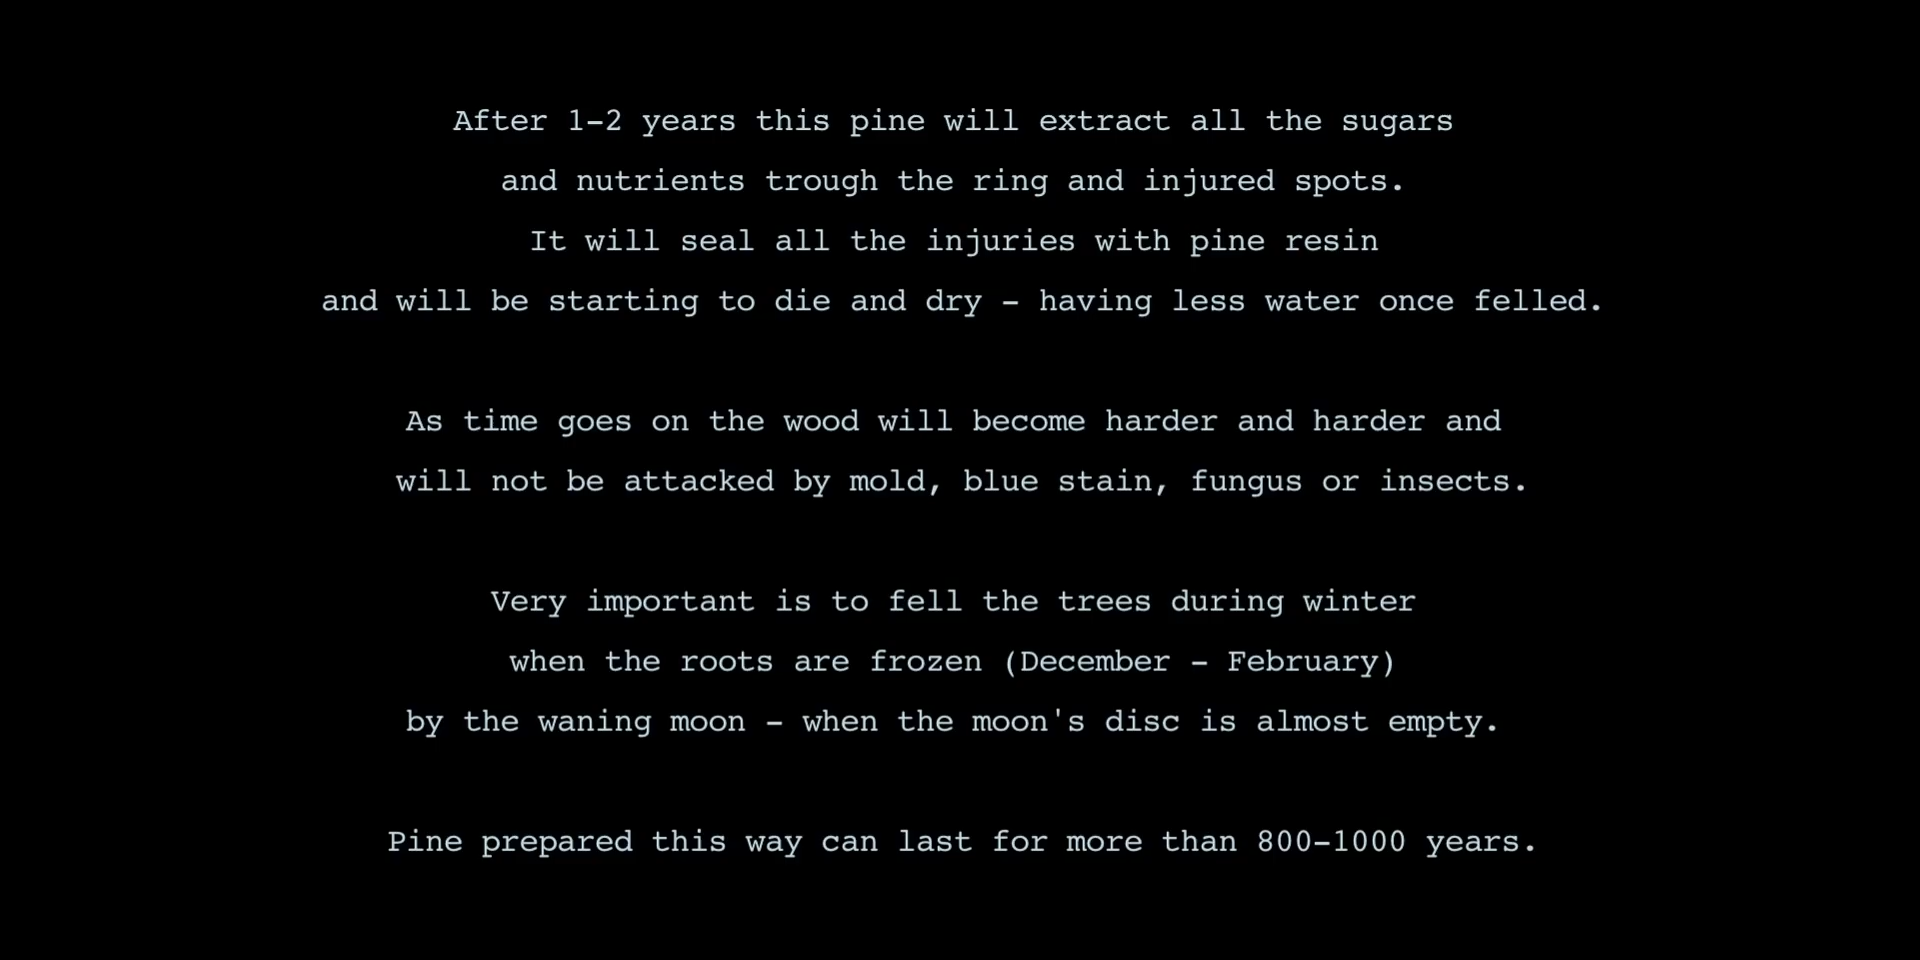 After 1-2 years this pine will extract all the sugars
and nutrients trough the ring and injured spots.
It will seal all the injuries with pine resin
and will be starting to die and dry - having less water once felled.
As time goes on the wood will become harder and harder and
will not be attacked by mold, blue stain, fungus or insects.
Very important is to fell the trees during winter
when the roots are frozen (December - February)
by the waning moon - when the moon's disc is almost empty.
Pine prepared this way can last for more than 800-1000 years.